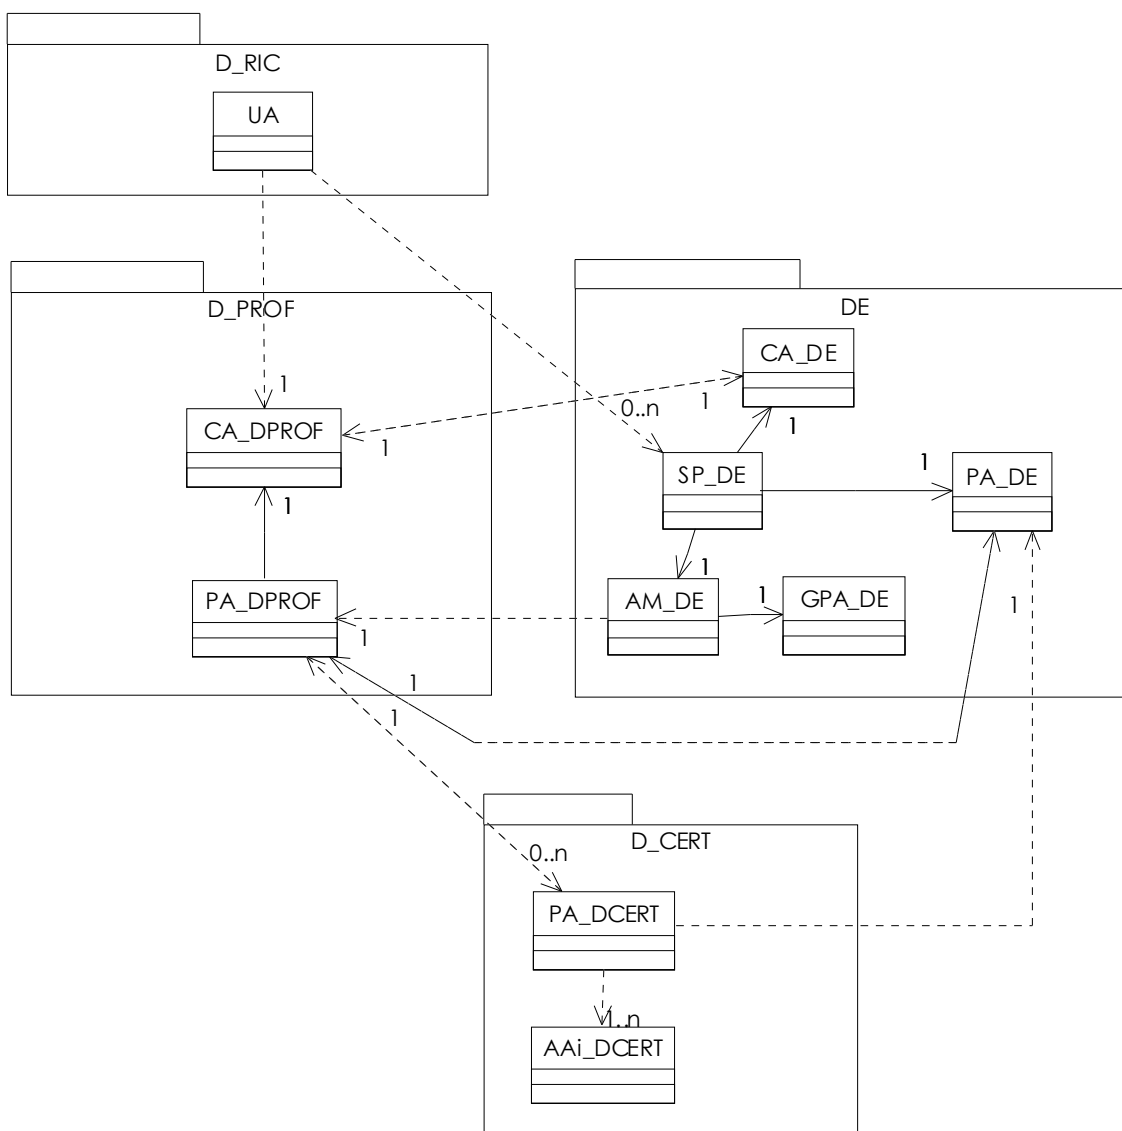 D_RIC
UA
D_PROF
DE
CA_DE
1
1
0..n
1
CA_DPROF
1
1
SP_DE
1
PA_DE
1
1
PA_DPROF
AM_DE
1
GPA_DE
1
1
1
1
D_CERT
0..n
PA_DCERT
1..n
AAi_DCERT